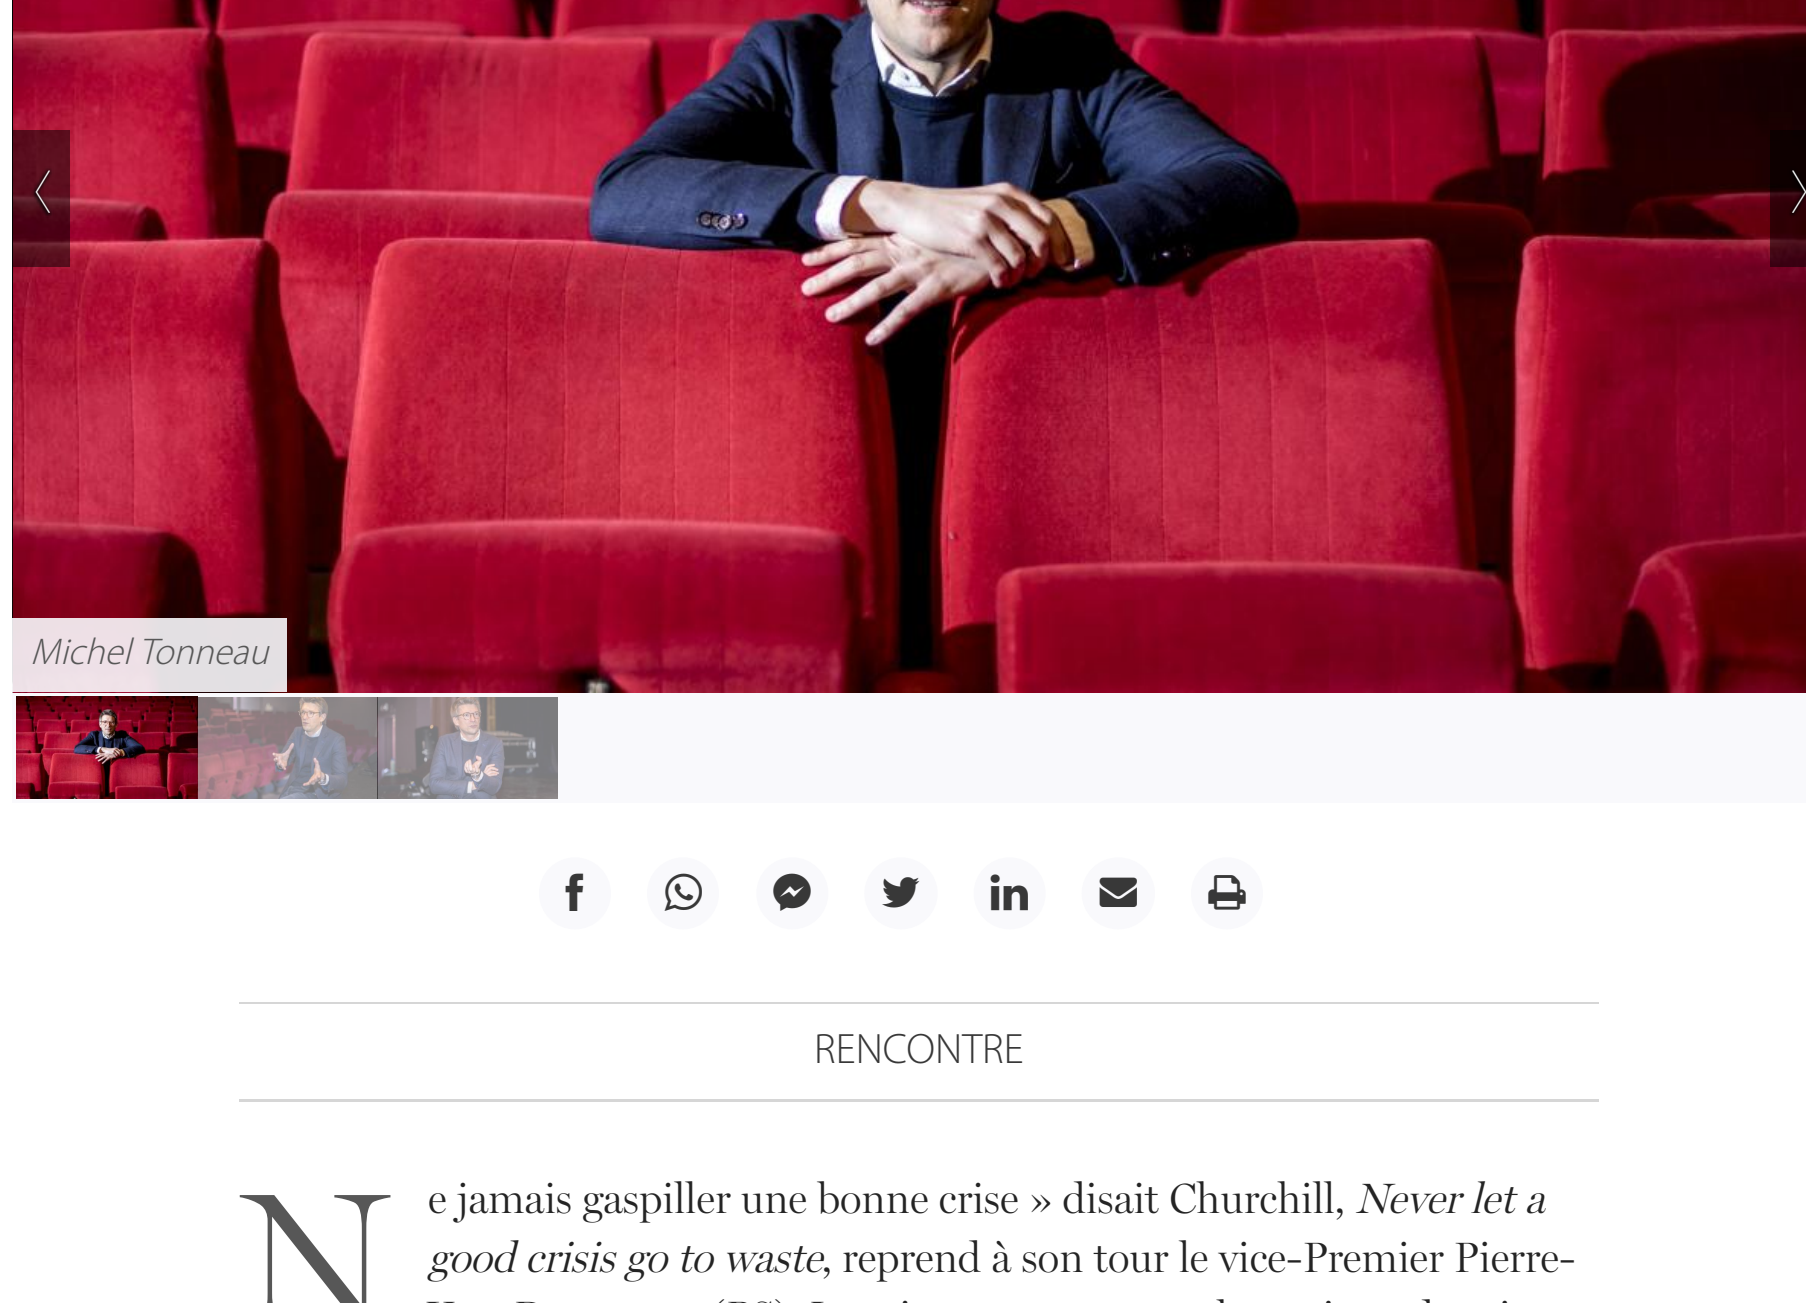 Michel Tonneau
RENCONTRE
Ne jamais gaspiller une bonne crise » disait Churchill, Never let a
good crisis go to waste, reprend à son tour le vice-Premier Pierre-